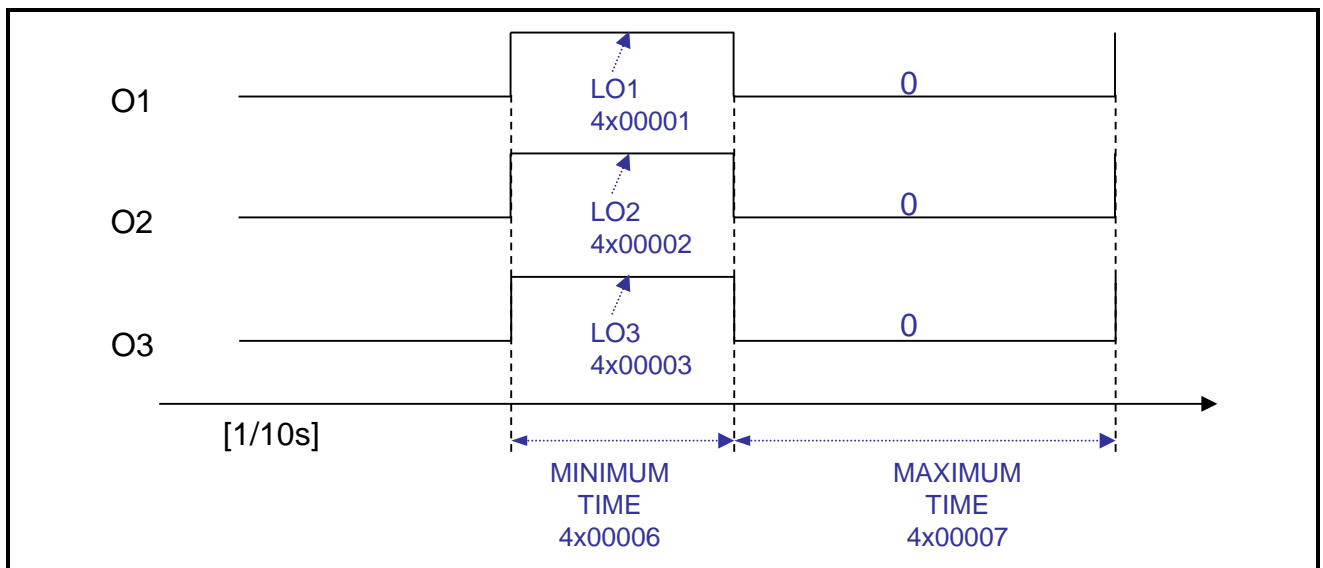 O1
LO1
4x00001
0
O2
LO2
4x00002
0
O3
LO3
4x00003
0
[1/10s]
MINIMUM
TIME
4x00006
MAXIMUM
TIME
4x00007